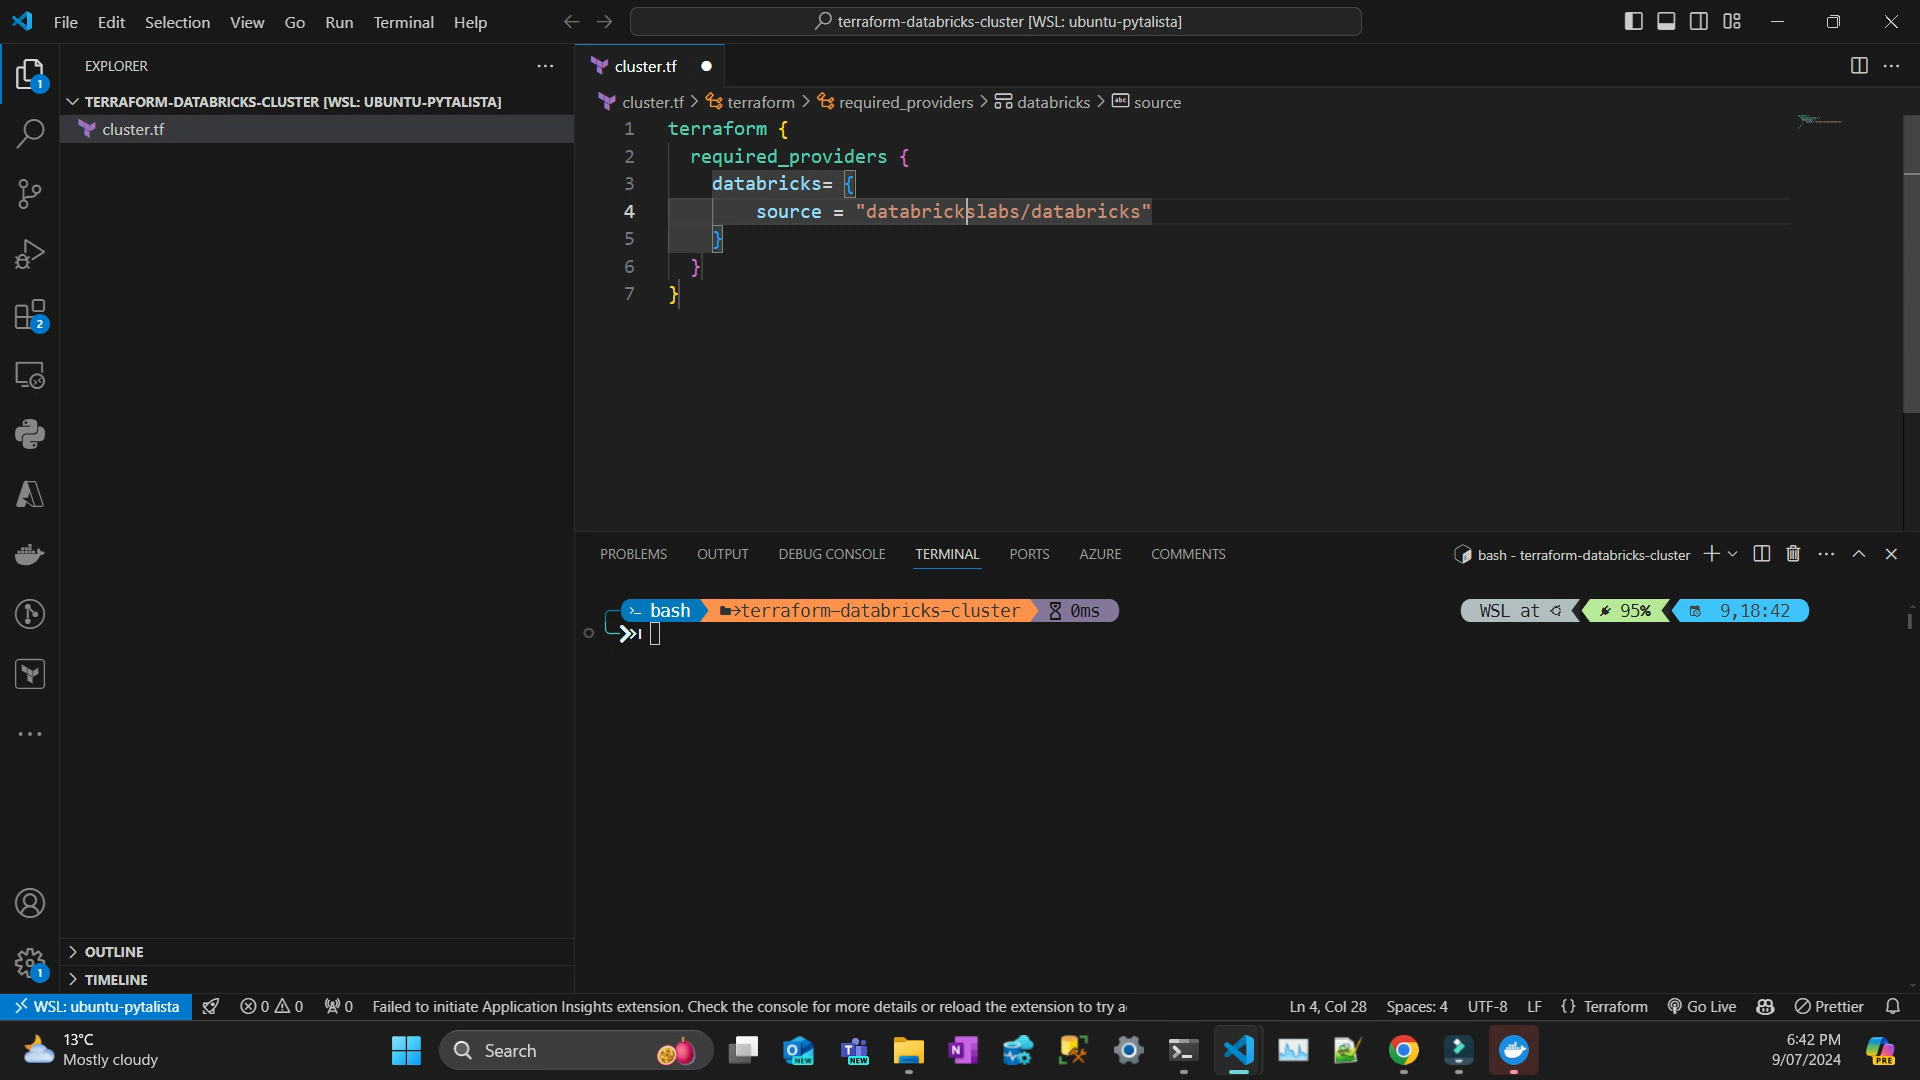 File Edit Selection View Go Run Terminal Help
terraform-databricks-cluster [WSL: ubuntu-pytalista]
EXPLORER
TERRAFORM-DATABRICKS-CLUSTER [WSL: UBUNTU-PYTALISTA]
cluster.tf
cluster.tf
cluster.tf > terraform > required_providers > databricks > source
1 terraform {
2 required_providers {
3 databricks= {
4 source = "databrickslabs/databricks"
5 }
6 }
7 }
PROBLEMS OUTPUT DEBUG CONSOLE TERMINAL PORTS AZURE COMMENTS
bash - terraform-databricks-cluster
bash terraform-databricks-cluster 0ms
WSL at 95% 9,18:42
1
2
1
OUTLINE
TIMELINE
WSL: ubuntu-pytalista 0 0 0 Failed to initiate Application Insights extension. Check the console for more details or reload the extension to try a
Ln 4, Col 28 Spaces: 4 UTF-8 LF {} Terraform Go Live Prettier
13°C
Mostly cloudy
Search
NEW
NEW
6:42 PM
9/07/2024
PRE